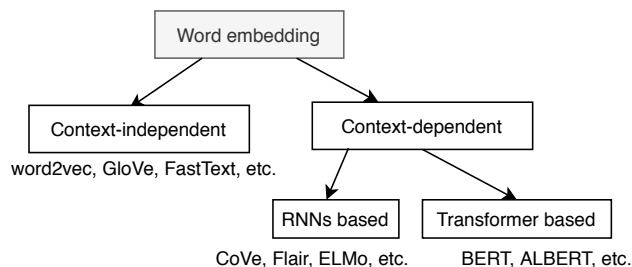 Word embedding
Context-independent
Context-dependent
word2vec, GloVe, FastText, etc.
RNNs based
Transformer based
CoVe, Flair, ELMo, etc.
BERT, ALBERT, etc.